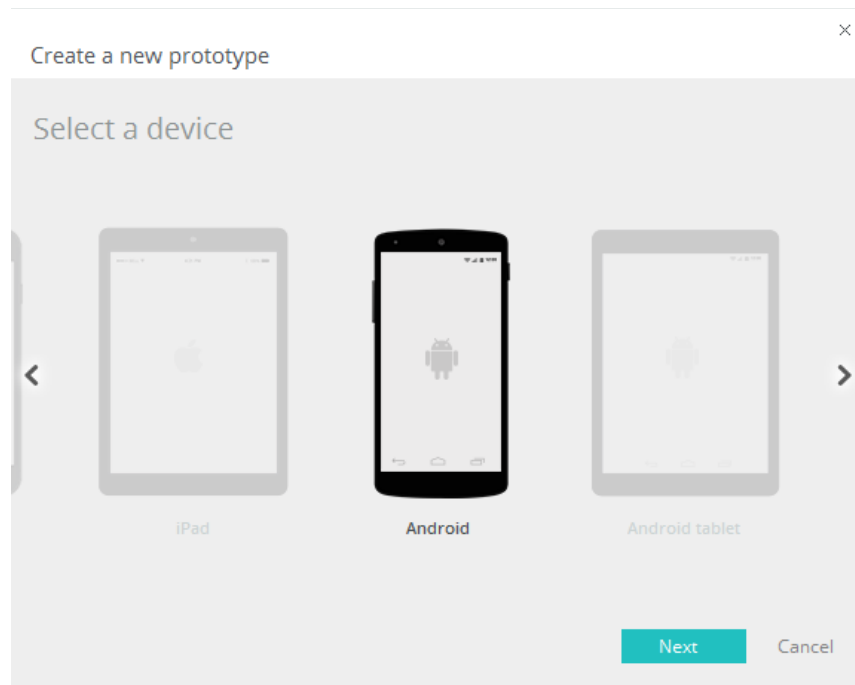 Create a new prototype
Select a device
iPad
Android
Android tablet
Next
Cancel